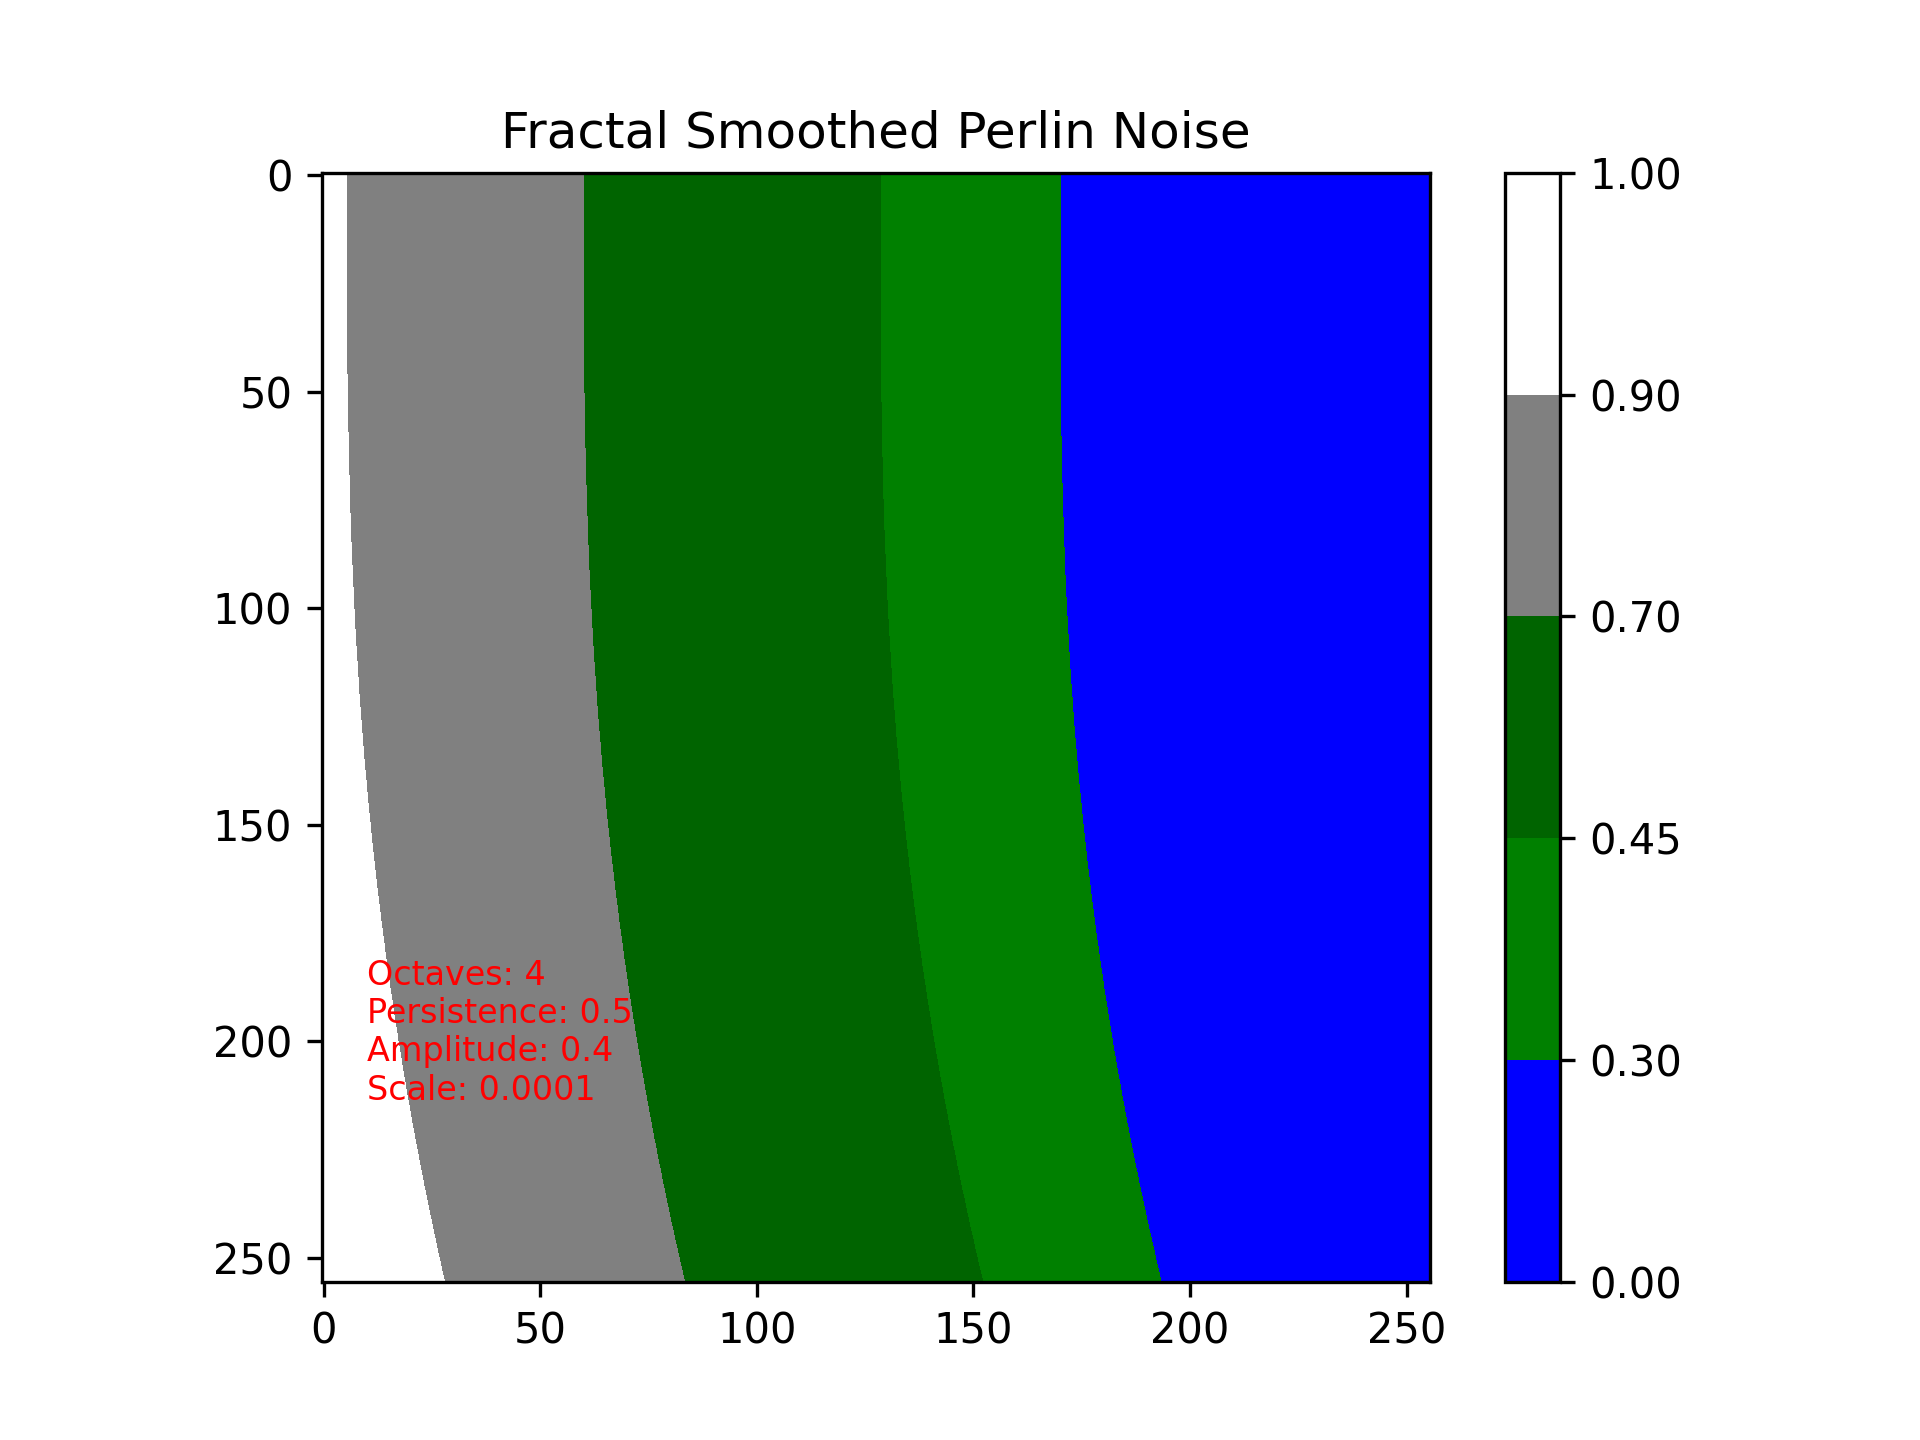 Fractal Smoothed Perlin Noise
0
50
100
150
200
250
Octaves: 4
Persistence: 0.5
Amplitude: 0.4
Scale: 0.0001
0 50 100 150 200 250
1.00
0.90
0.70
0.45
0.30
0.00